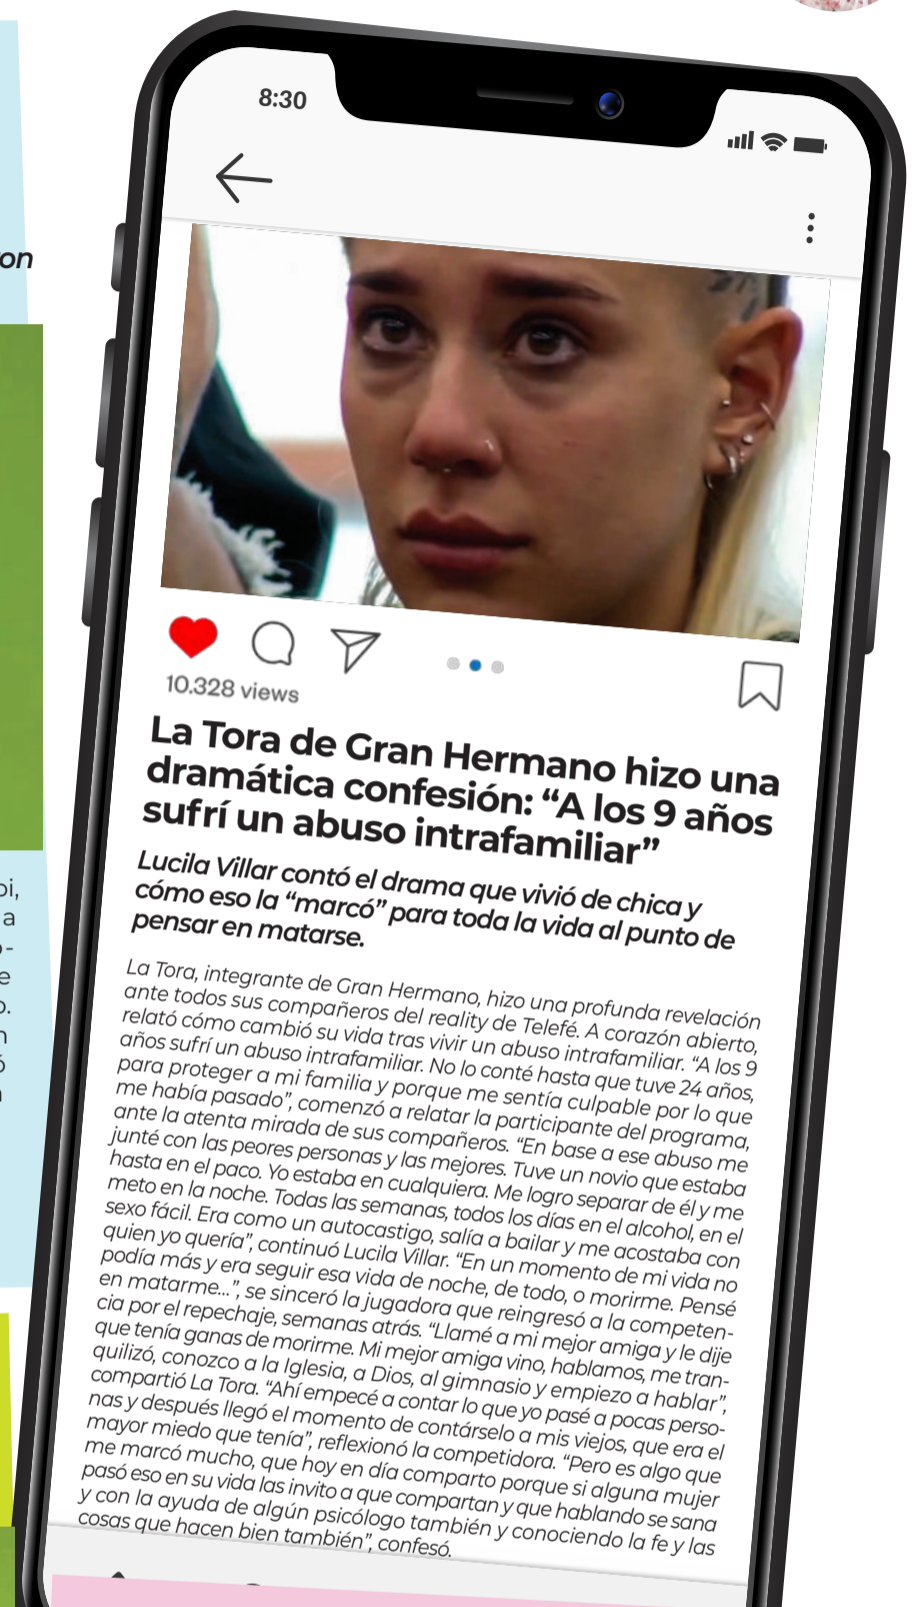 8:30
on
10.328 views
La Tora de Gran Hermano hizo una
dramática confesión: “A los 9 años
sufrí un abuso intrafamiliar”
Lucila Villar contó el drama que vivió de chica y
cómo eso la “marcó” para toda la vida al punto de
pensar en matarse.
La Tora, integrante de Gran Hermano, hizo una profunda revelación
ante todos sus compañeros del reality de Telefé. A corazón abierto,
relató cómo cambió su vida tras vivir un abuso intrafamiliar. “A los 9
años sufrí un abuso intrafamiliar. No lo conté hasta que tuve 24 años,
para proteger a mi familia y porque me sentía culpable por lo que
me había pasado”, comenzó a relatar la participante del programa,
ante la atenta mirada de sus compañeros. “En base a ese abuso me
junté con las peores personas y las mejores. Tuve un novio que estaba
hasta en el paco. Yo estaba en cualquiera. Me logro separar de él y me
meto en la noche. Todas las semanas, todos los días en el alcohol, en el
sexo fácil. Era como un autocastigo, salía a bailar y me acostaba con
quien yo quería”, continuó Lucila Villar. “En un momento de mi vida no
podía más y era seguir esa vida de noche, de todo, o morirme. Pensé
en matarme...”, se sinceró la jugadora que reingresó a la competen-
cia por el repechaje, semanas atrás. “Llamé a mi mejor amiga y le dije
que tenía ganas de morirme. Mi mejor amiga vino, hablamos, me tran-
quilizó, conozco a la Iglesia, a Dios, al gimnasio y empiezo a hablar”,
compartió La Tora. “Ahí empecé a contar lo que yo pasé a pocas perso-
nas y después llegó el momento de contárselo a mis viejos, que era el
mayor miedo que tenía”, reflexionó la competidora. “Pero es algo que
me marcó mucho, que hoy en día comparto porque si alguna mujer
pasó eso en su vida las invito a que compartan y que hablando se sana
y con la ayuda de algún psicólogo también y conociendo la fe y las
cosas que hacen bien también”, confesó.